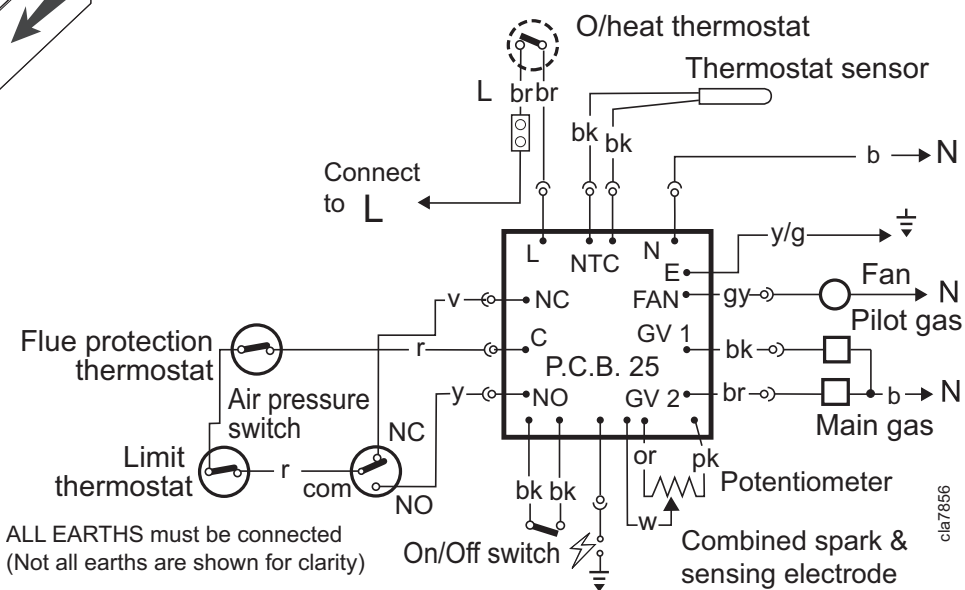 O/heat thermostat
Thermostat sensor
L
br
br
bk
bk
b
N
Connect
to L
y/g
L
NTC
N
E
v
NC
FAN
gy
Fan
N
Pilot gas
Flue protection
thermostat
r
C
GV 1
bk
P.C.B. 25
y
NO
GV 2
br
b
N
Main gas
Air pressure
switch
NC
Limit
thermostat
r
com
NO
bk
bk
or
pk
w
Potentiometer
On/Off switch
Combined spark &
sensing electrode
ALL EARTHS must be connected
(Not all earths are shown for clarity)
cla7856